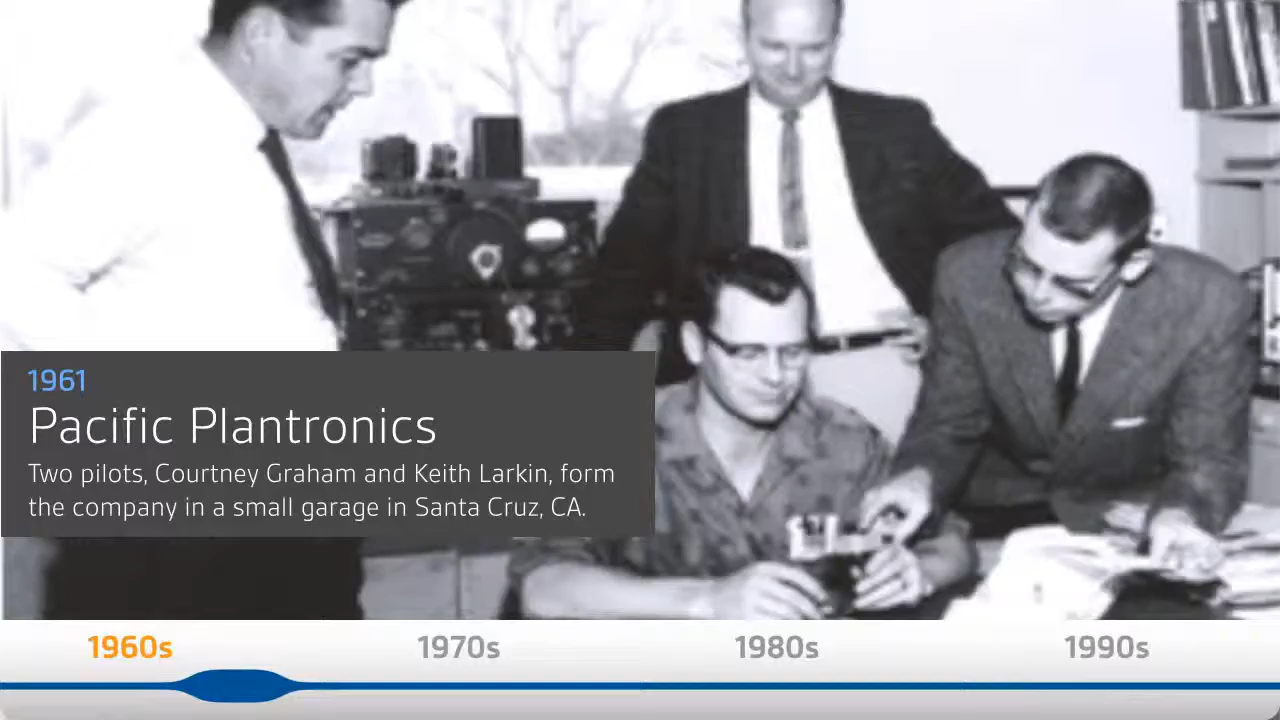 1961
Pacific Plantronics
Two pilots, Courtney Graham and Keith Larkin, form
the company in a small garage in Santa Cruz, CA.
1960s 1970s 1980s 1990s